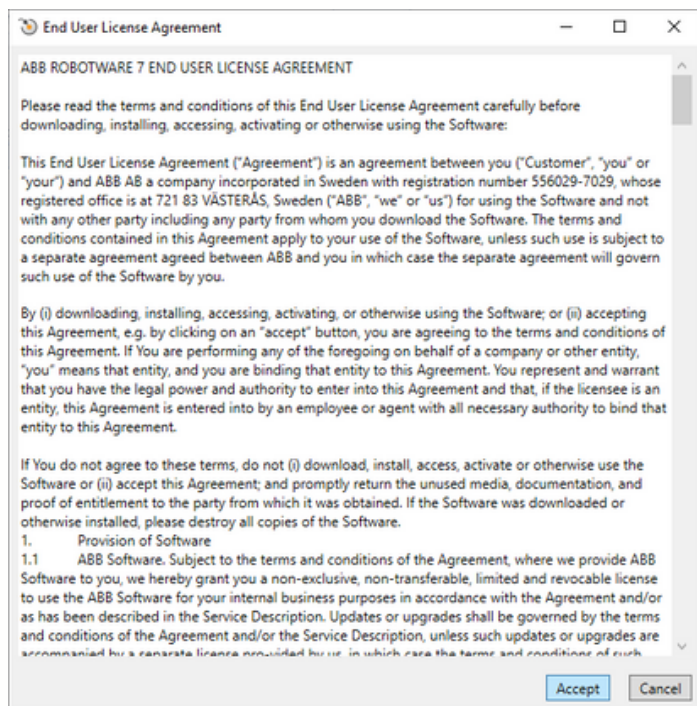 End User License Agreement
ABB ROBOTWARE 7 END USER LICENSE AGREEMENT
Please read the terms and conditions of this End User License Agreement carefully before
downloading, installing, accessing, activating or otherwise using the Software:
This End User License Agreement ("Agreement") is an agreement between you ("Customer", "you" or
"your") and ABB AB a company incorporated in Sweden with registration number 556029-7029, whose
registered office is at 721 83 VÄSTERÅS, Sweden ("ABB", "we" or "us") for using the Software and not
with any other party including any party from whom you download the Software. The terms and
conditions contained in this Agreement apply to your use of the Software, unless such use is subject to
a separate agreement agreed between ABB and you in which case the separate agreement will govern
such use of the Software by you.
By (i) downloading, installing, accessing, activating, or otherwise using the Software; or (ii) accepting
this Agreement, e.g. by clicking on an "accept" button, you are agreeing to the terms and conditions of
this Agreement. If You are performing any of the foregoing on behalf of a company or other entity,
"you" means that entity, and you are binding that entity to this Agreement. You represent and warrant
that you have the legal power and authority to enter into this Agreement and that, if the licensee is an
entity, this Agreement is entered into by an employee or agent with all necessary authority to bind that
entity to this Agreement.
If You do not agree to these terms, do not (i) download, install, access, activate or otherwise use the
Software or (ii) accept this Agreement; and promptly return the unused media, documentation, and
proof of entitlement to the party from which it was obtained. If the Software was downloaded or
otherwise installed, please destroy all copies of the Software.
1. Provision of Software
1.1 ABB Software. Subject to the terms and conditions of the Agreement, where we provide ABB
Software to you, we hereby grant you a non-exclusive, non-transferable, limited and revocable license
to use the ABB Software for your internal business purposes in accordance with the Agreement and/or
as has been described in the Service Description. Updates or upgrades shall be governed by the terms
and conditions of the Agreement and/or the Service Description, unless such updates or upgrades are
accompanied by a separate license pro-vided by us, in which case the terms and conditions of such
Accept Cancel